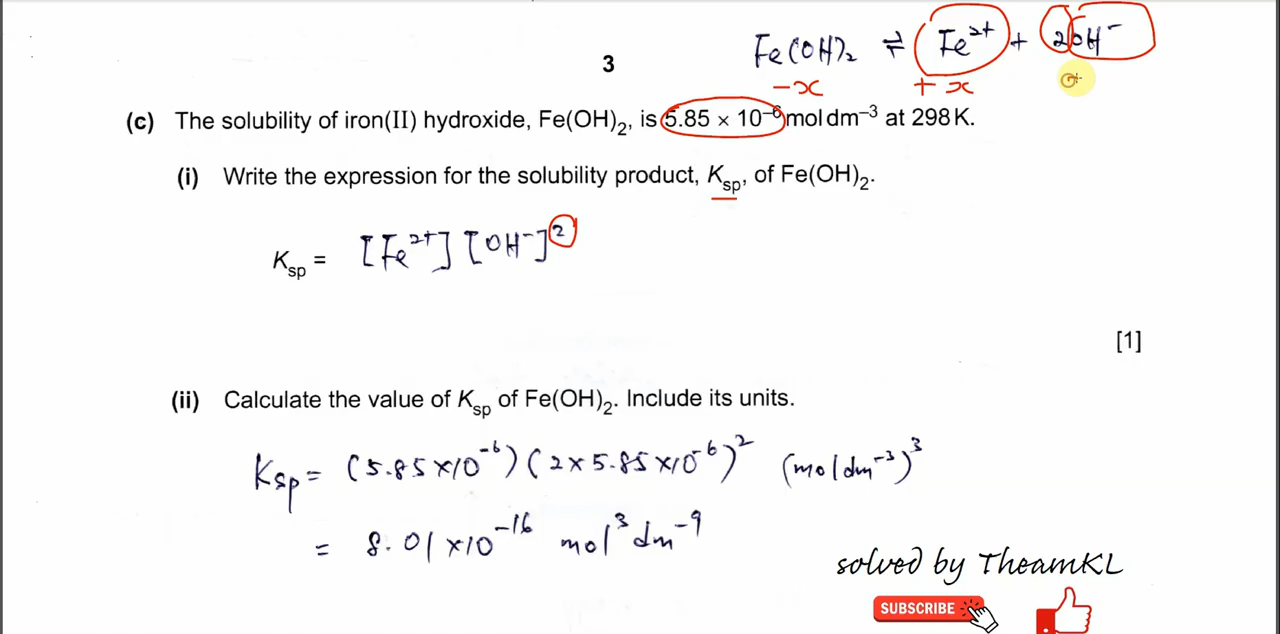 Fe(OH)₂ ⇌ Fe²⁺ + 2OH⁻
3
-x +x
(c) The solubility of iron(II) hydroxide, Fe(OH)₂, is 5.85 × 10⁻⁶ mol dm⁻³ at 298 K.
(i) Write the expression for the solubility product, Kₛₚ, of Fe(OH)₂.
Kₛₚ = [Fe²⁺] [OH⁻]²
[1]
(ii) Calculate the value of Kₛₚ of Fe(OH)₂. Include its units.
Ksp = (5.85×10⁻⁶) (2×5.85×10⁻⁶)² (mol dm⁻³)³
= 8.01×10⁻¹⁶ mol³ dm⁻⁹
solved by TheamKL
SUBSCRIBE